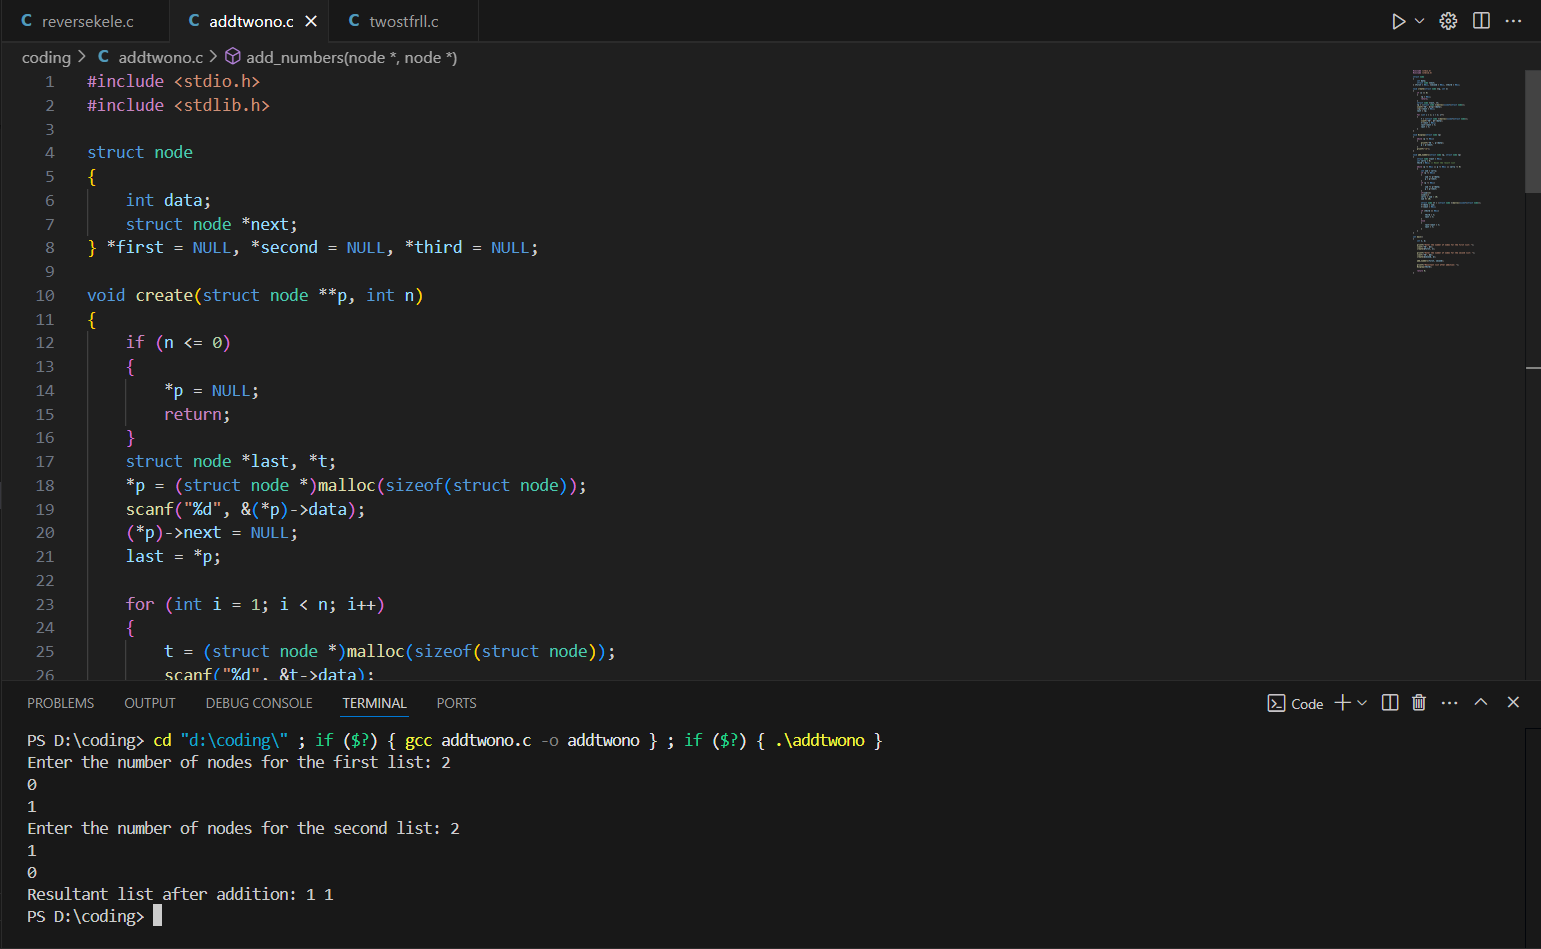 C reversekele.c
C addtwono.c
C twostfrll.c
coding > C addtwono.c > add_numbers(node *, node *)
1 #include <stdio.h>
2 #include <stdlib.h>
3
4 struct node
5 {
6 int data;
7 struct node *next;
8 } *first = NULL, *second = NULL, *third = NULL;
9
10 void create(struct node **p, int n)
11 {
12 if (n <= 0)
13 {
14 *p = NULL;
15 return;
16 }
17 struct node *last, *t;
18 *p = (struct node *)malloc(sizeof(struct node));
19 scanf("%d", &(*p)->data);
20 (*p)->next = NULL;
21 last = *p;
22
23 for (int i = 1; i < n; i++)
24 {
25 t = (struct node *)malloc(sizeof(struct node));
26 scanf("%d", &t->data);
PROBLEMS OUTPUT DEBUG CONSOLE TERMINAL PORTS
Code
PS D:\coding> cd "d:\coding\" ; if ($?) { gcc addtwono.c -o addtwono } ; if ($?) { .\addtwono }
Enter the number of nodes for the first list: 2
0
1
Enter the number of nodes for the second list: 2
1
0
Resultant list after addition: 1 1
PS D:\coding>